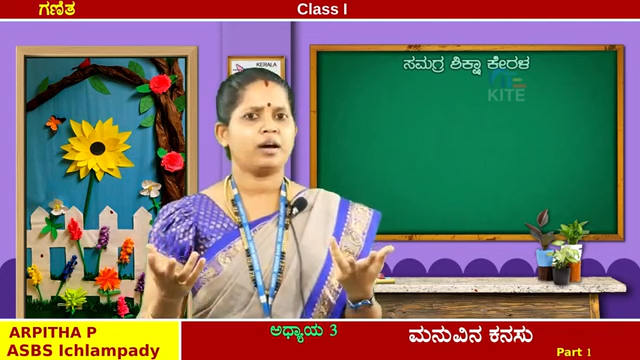 ಗಣಿತ
Class I
KERALA
ಸಮಗ್ರ ಶಿಕ್ಷಾ ಕೇರಳ
KITE
ARPITHA P
ASBS Ichlampady
ಅಧ್ಯಾಯ 3
ಮನುವಿನ ಕನಸು
Part 1